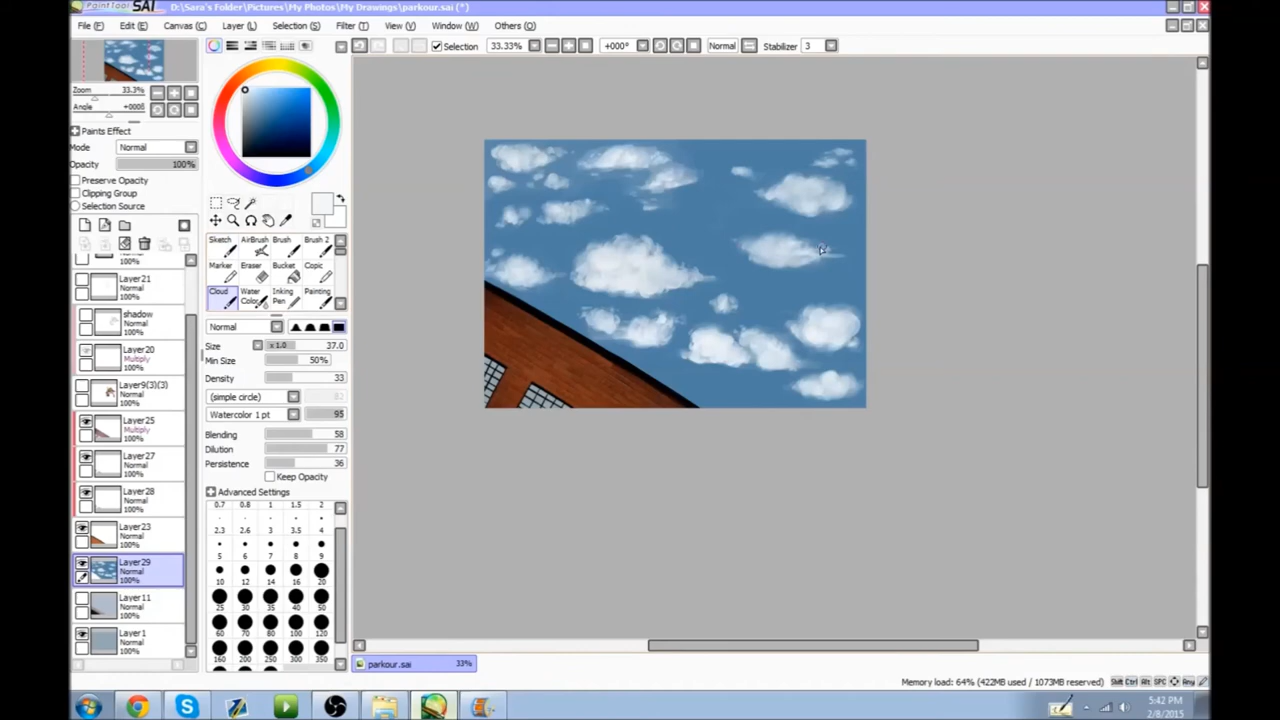 PaintTool SAI D:\Sara's Folder\Pictures\My Photos\My Drawings\parkour.sai (*)
File (F) Edit (E) Canvas (C) Layer (L) Selection (S) Filter (T) View (V) Window (W) Others (O)
Selection 33.33% +000° Normal Stabilizer 3
Zoom 33.3%
Angle +000°
Paints Effect
Mode Normal
Opacity 100%
Preserve Opacity
Clipping Group
Selection Source
100%
Layer21
Normal
100%
shadow
Normal
100%
Layer20
Multiply
100%
Layer9(3)(3)
Normal
100%
Layer25
Multiply
100%
Layer27
Normal
100%
Layer28
Normal
100%
Layer23
Normal
100%
Layer29
Normal
100%
Layer11
Normal
100%
Layer1
Normal
100%
Sketch AirBrush Brush Brush 2
Marker Eraser Bucket Copic
Cloud Water Color Inking Pen Painting
Normal
Size x 1.0 37.0
Min Size 50%
Density 33
(simple circle)
Watercolor 1 pt 95
Blending 58
Dilution 77
Persistence 36
Keep Opacity
Advanced Settings
0.7 0.8 1 1.5 2
2.3 2.6 3 3.5 4
5 6 7 8 9
10 12 14 16 20
25 30 35 40 50
60 70 80 100 120
160 200 250 300 350
parkour.sai 33%
Memory load: 64% (422MB used / 1073MB reserved) Shift Ctrl Alt SPC Any
5:42 PM
2/8/2015